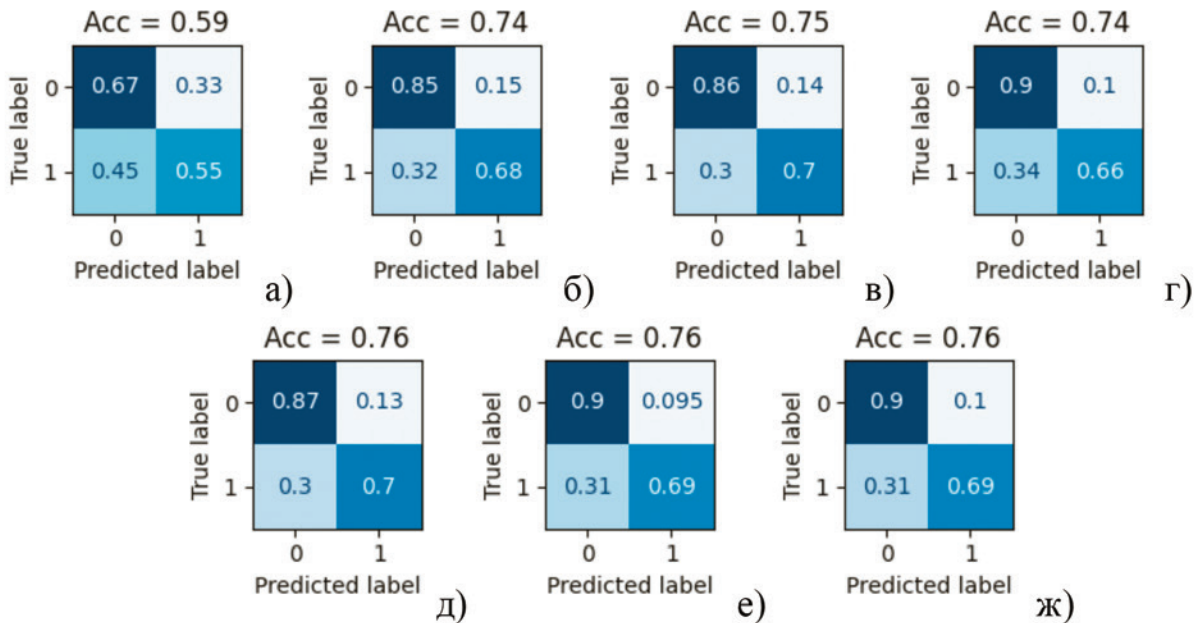 Acc = 0.59
True label
0
0.67
0.33
1
0.45
0.55
0
1
Predicted label
а)
Acc = 0.74
True label
0
0.85
0.15
1
0.32
0.68
0
1
Predicted label
б)
Acc = 0.75
True label
0
0.86
0.14
1
0.3
0.7
0
1
Predicted label
в)
Acc = 0.74
True label
0
0.9
0.1
1
0.34
0.66
0
1
Predicted label
г)
Acc = 0.76
True label
0
0.87
0.13
1
0.3
0.7
0
1
Predicted label
д)
Acc = 0.76
True label
0
0.9
0.095
1
0.31
0.69
0
1
Predicted label
е)
Acc = 0.76
True label
0
0.9
0.1
1
0.31
0.69
0
1
Predicted label
ж)